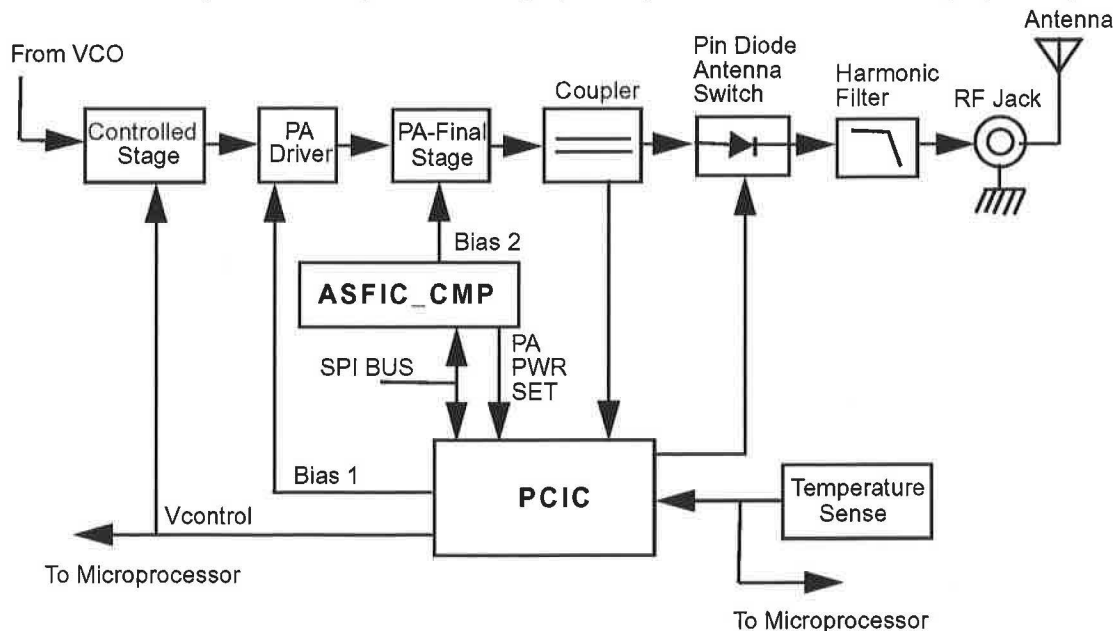 Antenna
From VCO
Pin Diode
Antenna
Switch
Harmonic
Filter
Coupler
RF Jack
Controlled
Stage
PA
Driver
PA-Final
Stage
Bias 2
ASFIC_CMP
SPI BUS
PA
PWR
SET
Bias 1
PCIC
Temperature
Sense
Vcontrol
To Microprocessor
To Microprocessor